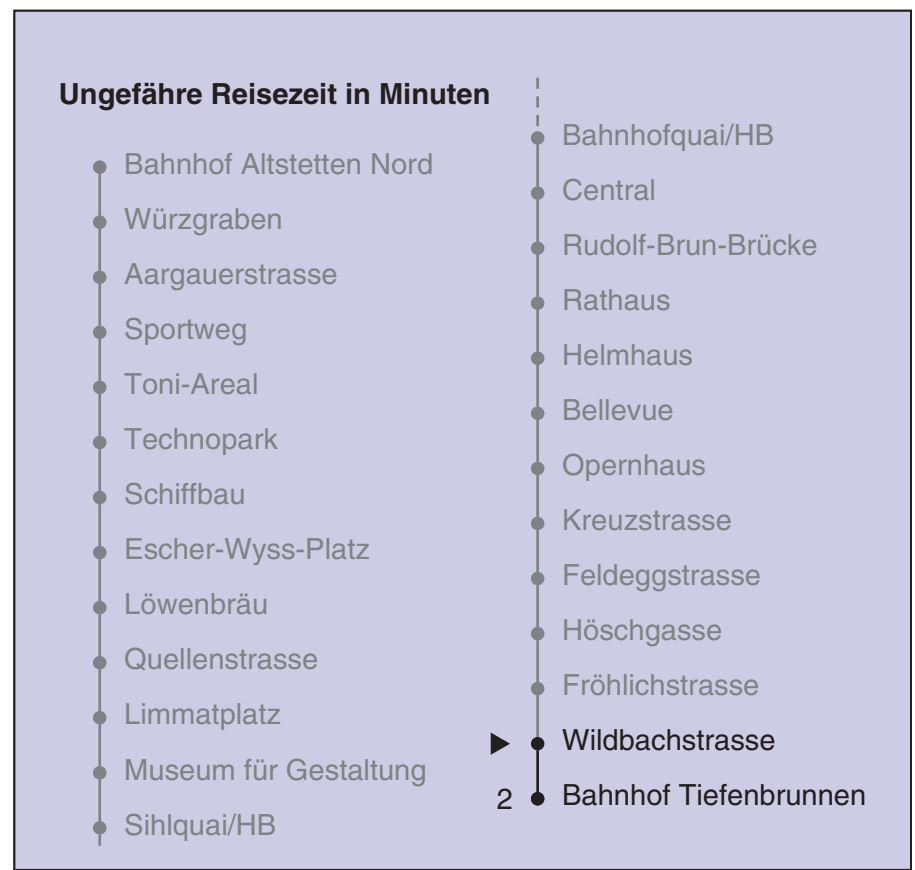 Ungefähre Reisezeit in Minuten
Bahnhof Altstetten Nord
Würzgraben
Aargauerstrasse
Sportweg
Toni-Areal
Technopark
Schiffbau
Escher-Wyss-Platz
Löwenbräu
Quellenstrasse
Limmatplatz
Museum für Gestaltung
Sihlquai/HB
Bahnhofquai/HB
Central
Rudolf-Brun-Brücke
Rathaus
Helmhaus
Bellevue
Opernhaus
Kreuzstrasse
Feldeggstrasse
Höschgasse
Fröhlichstrasse
Wildbachstrasse
2 Bahnhof Tiefenbrunnen